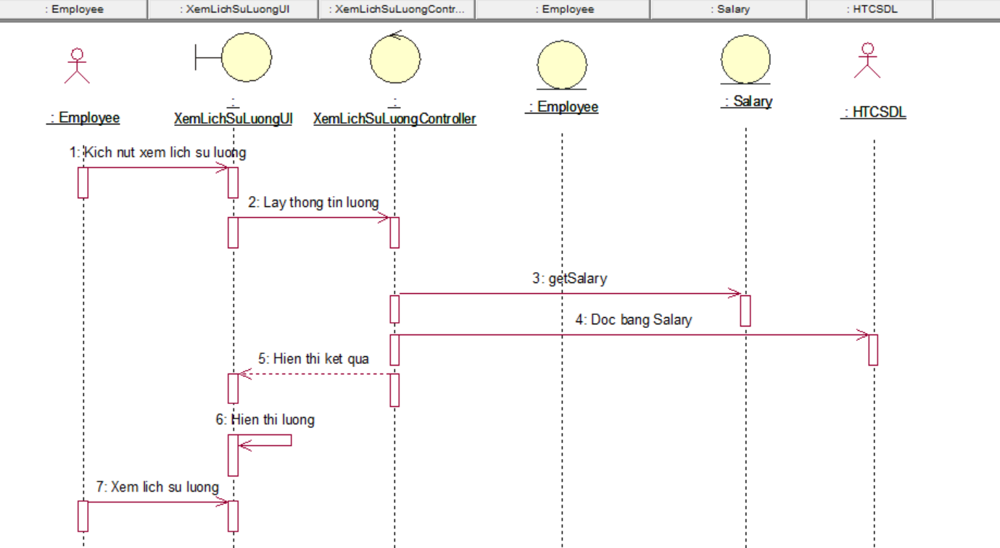 : Employee
: XemLichSuLuongUI
: XemLichSuLuongContr...
: Employee
: Salary
: HTCSDL
: Employee
:
XemLichSuLuongUI
:
XemLichSuLuongController
: Employee
: Salary
: HTCSDL
1: Kich nut xem lich su luong
2: Lay thong tin luong
3: getSalary
4: Doc bang Salary
5: Hien thi ket qua
6: Hien thi luong
7: Xem lich su luong